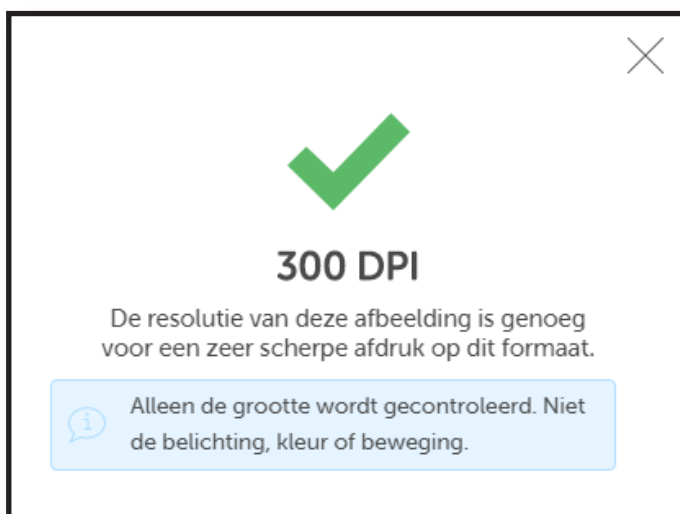 300 DPI
De resolutie van deze afbeelding is genoeg
voor een zeer scherpe afdruk op dit formaat.
Alleen de grootte wordt gecontroleerd. Niet
de belichting, kleur of beweging.